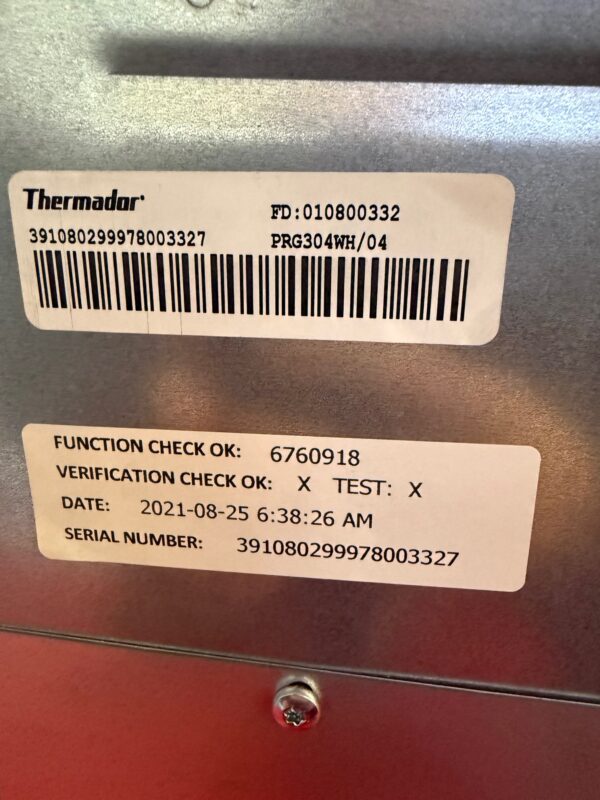 Thermador
FD:010800332
391080299978003327
PRG304WH/04
FUNCTION CHECK OK: 6760918
VERIFICATION CHECK OK: X TEST: X
DATE: 2021-08-25 6:38:26 AM
SERIAL NUMBER: 391080299978003327